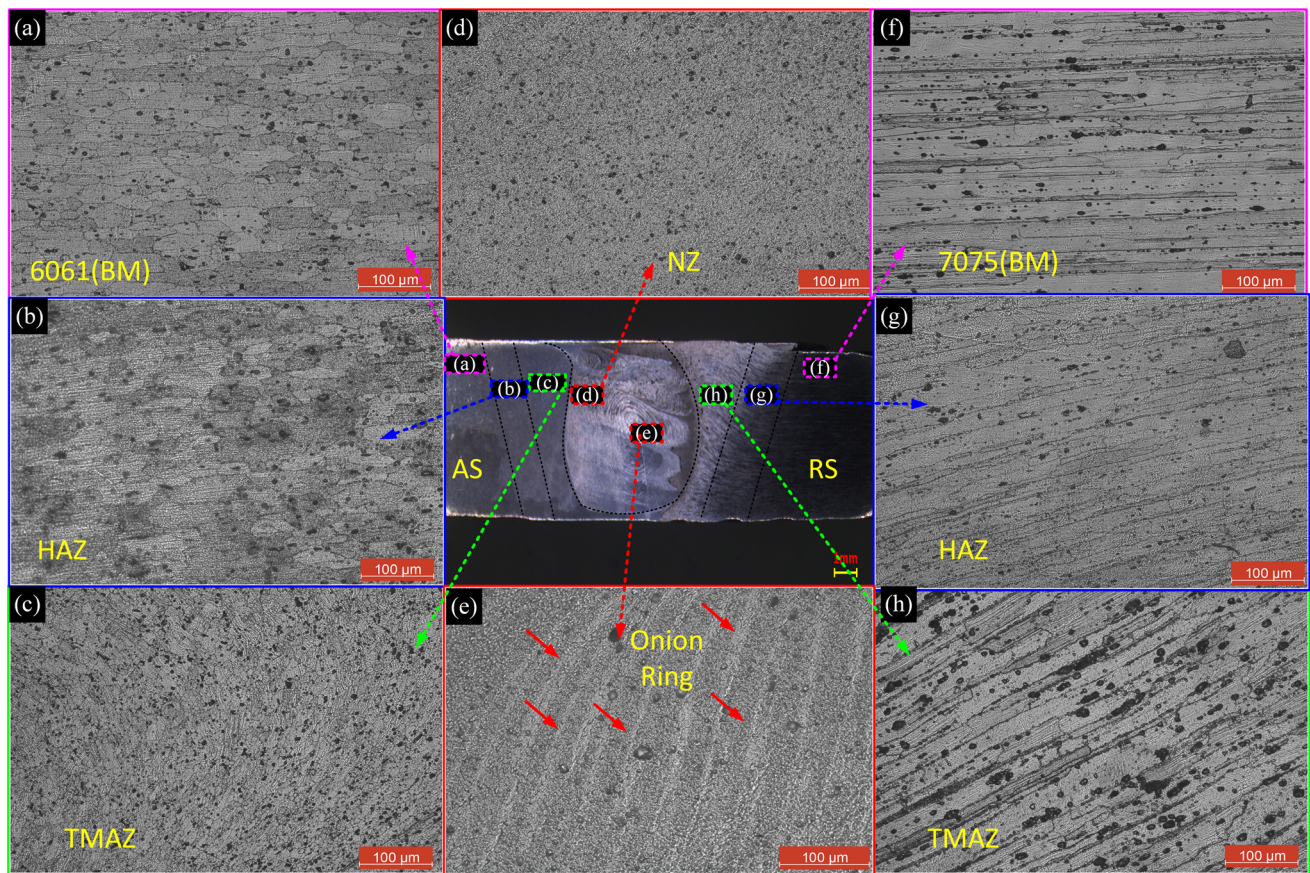 (a)
6061(BM)
100 μm
(d)
NZ
100 μm
(f)
7075(BM)
100 μm
(b)
HAZ
100 μm
(a)
(b)
(c)
(d)
(e)
(h)
(g)
(f)
AS
RS
1mm
(g)
HAZ
100 μm
(c)
TMAZ
100 μm
(e)
Onion
Ring
100 μm
(h)
TMAZ
100 μm